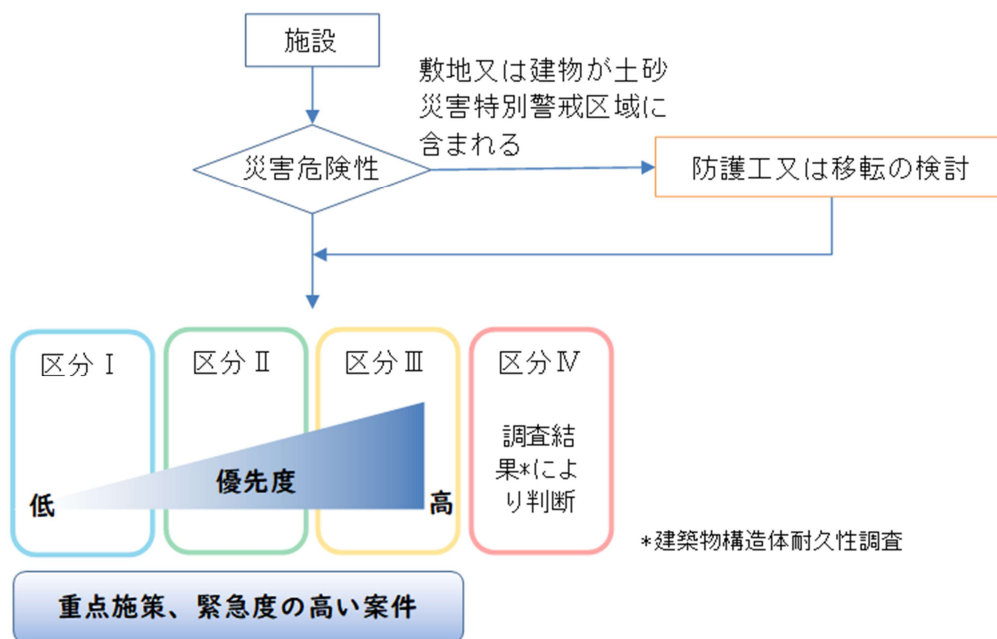 施設
敷地又は建物が土砂
災害特別警戒区域に
含まれる
災害危険性
防護工又は移転の検討
区分Ⅰ
区分Ⅱ
区分Ⅲ
区分Ⅳ
調査結
果*によ
り判断
優先度
低
高
*建築物構造体耐久性調査
重点施策、緊急度の高い案件